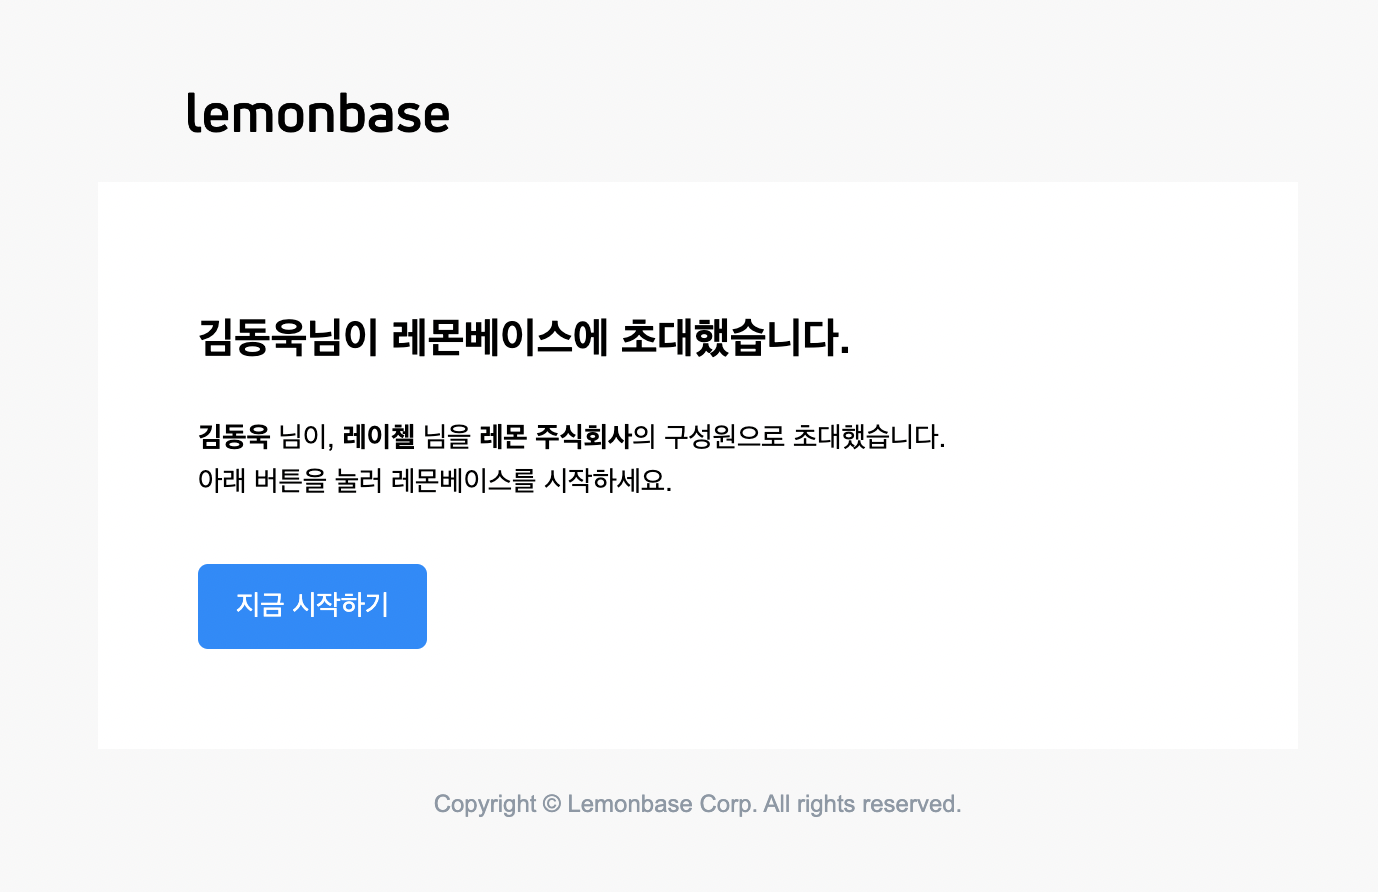 lemonbase
김동욱님이 레몬베이스에 초대했습니다.
김동욱 님이, 레이첼 님을 레몬 주식회사의 구성원으로 초대했습니다.
아래 버튼을 눌러 레몬베이스를 시작하세요.
지금 시작하기
Copyright © Lemonbase Corp. All rights reserved.